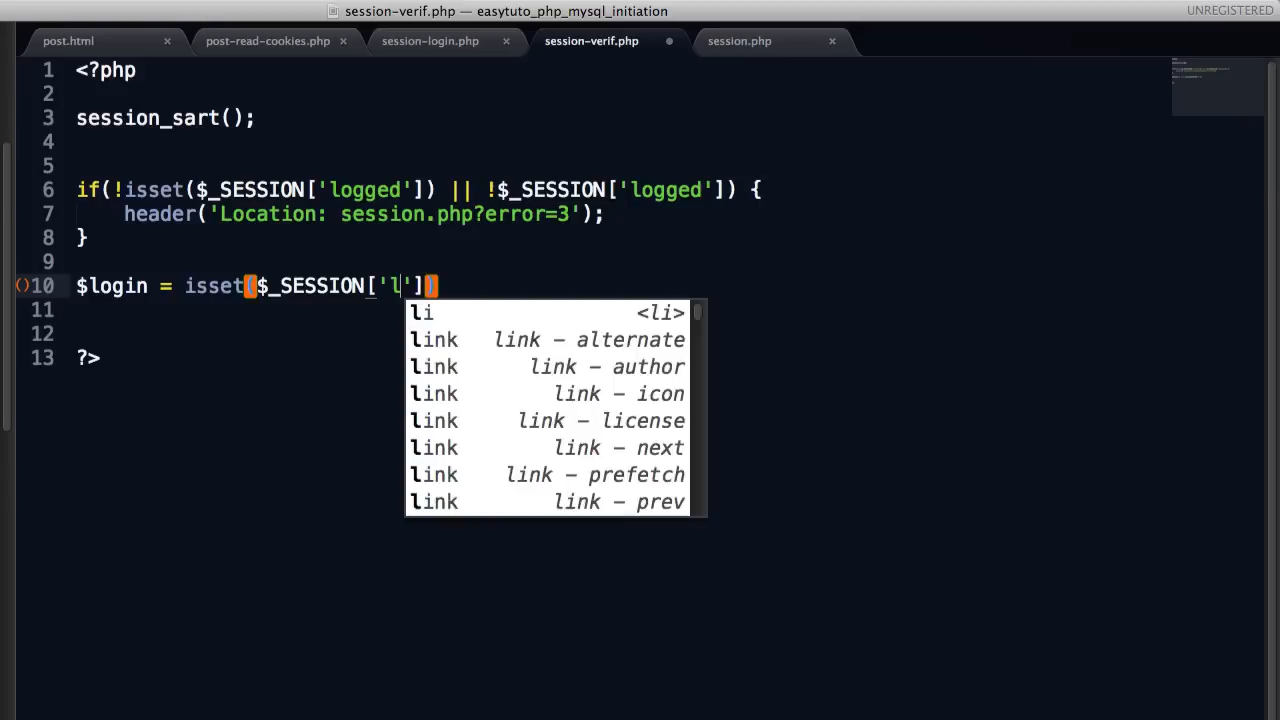 session-verif.php — easytuto_php_mysql_initiation
UNREGISTERED
post.html × post-read-cookies.php × session-login.php × session-verif.php session.php ×
1 <?php
2
3 session_sart();
4
5
6 if(!isset($_SESSION['logged']) || !$_SESSION['logged']) {
7 header('Location: session.php?error=3');
8 }
9
()10 $login = isset($_SESSION['l'])
11
12
13 ?>
li <li>
link link – alternate
link link – author
link link – icon
link link – license
link link – next
link link – prefetch
link link – prev